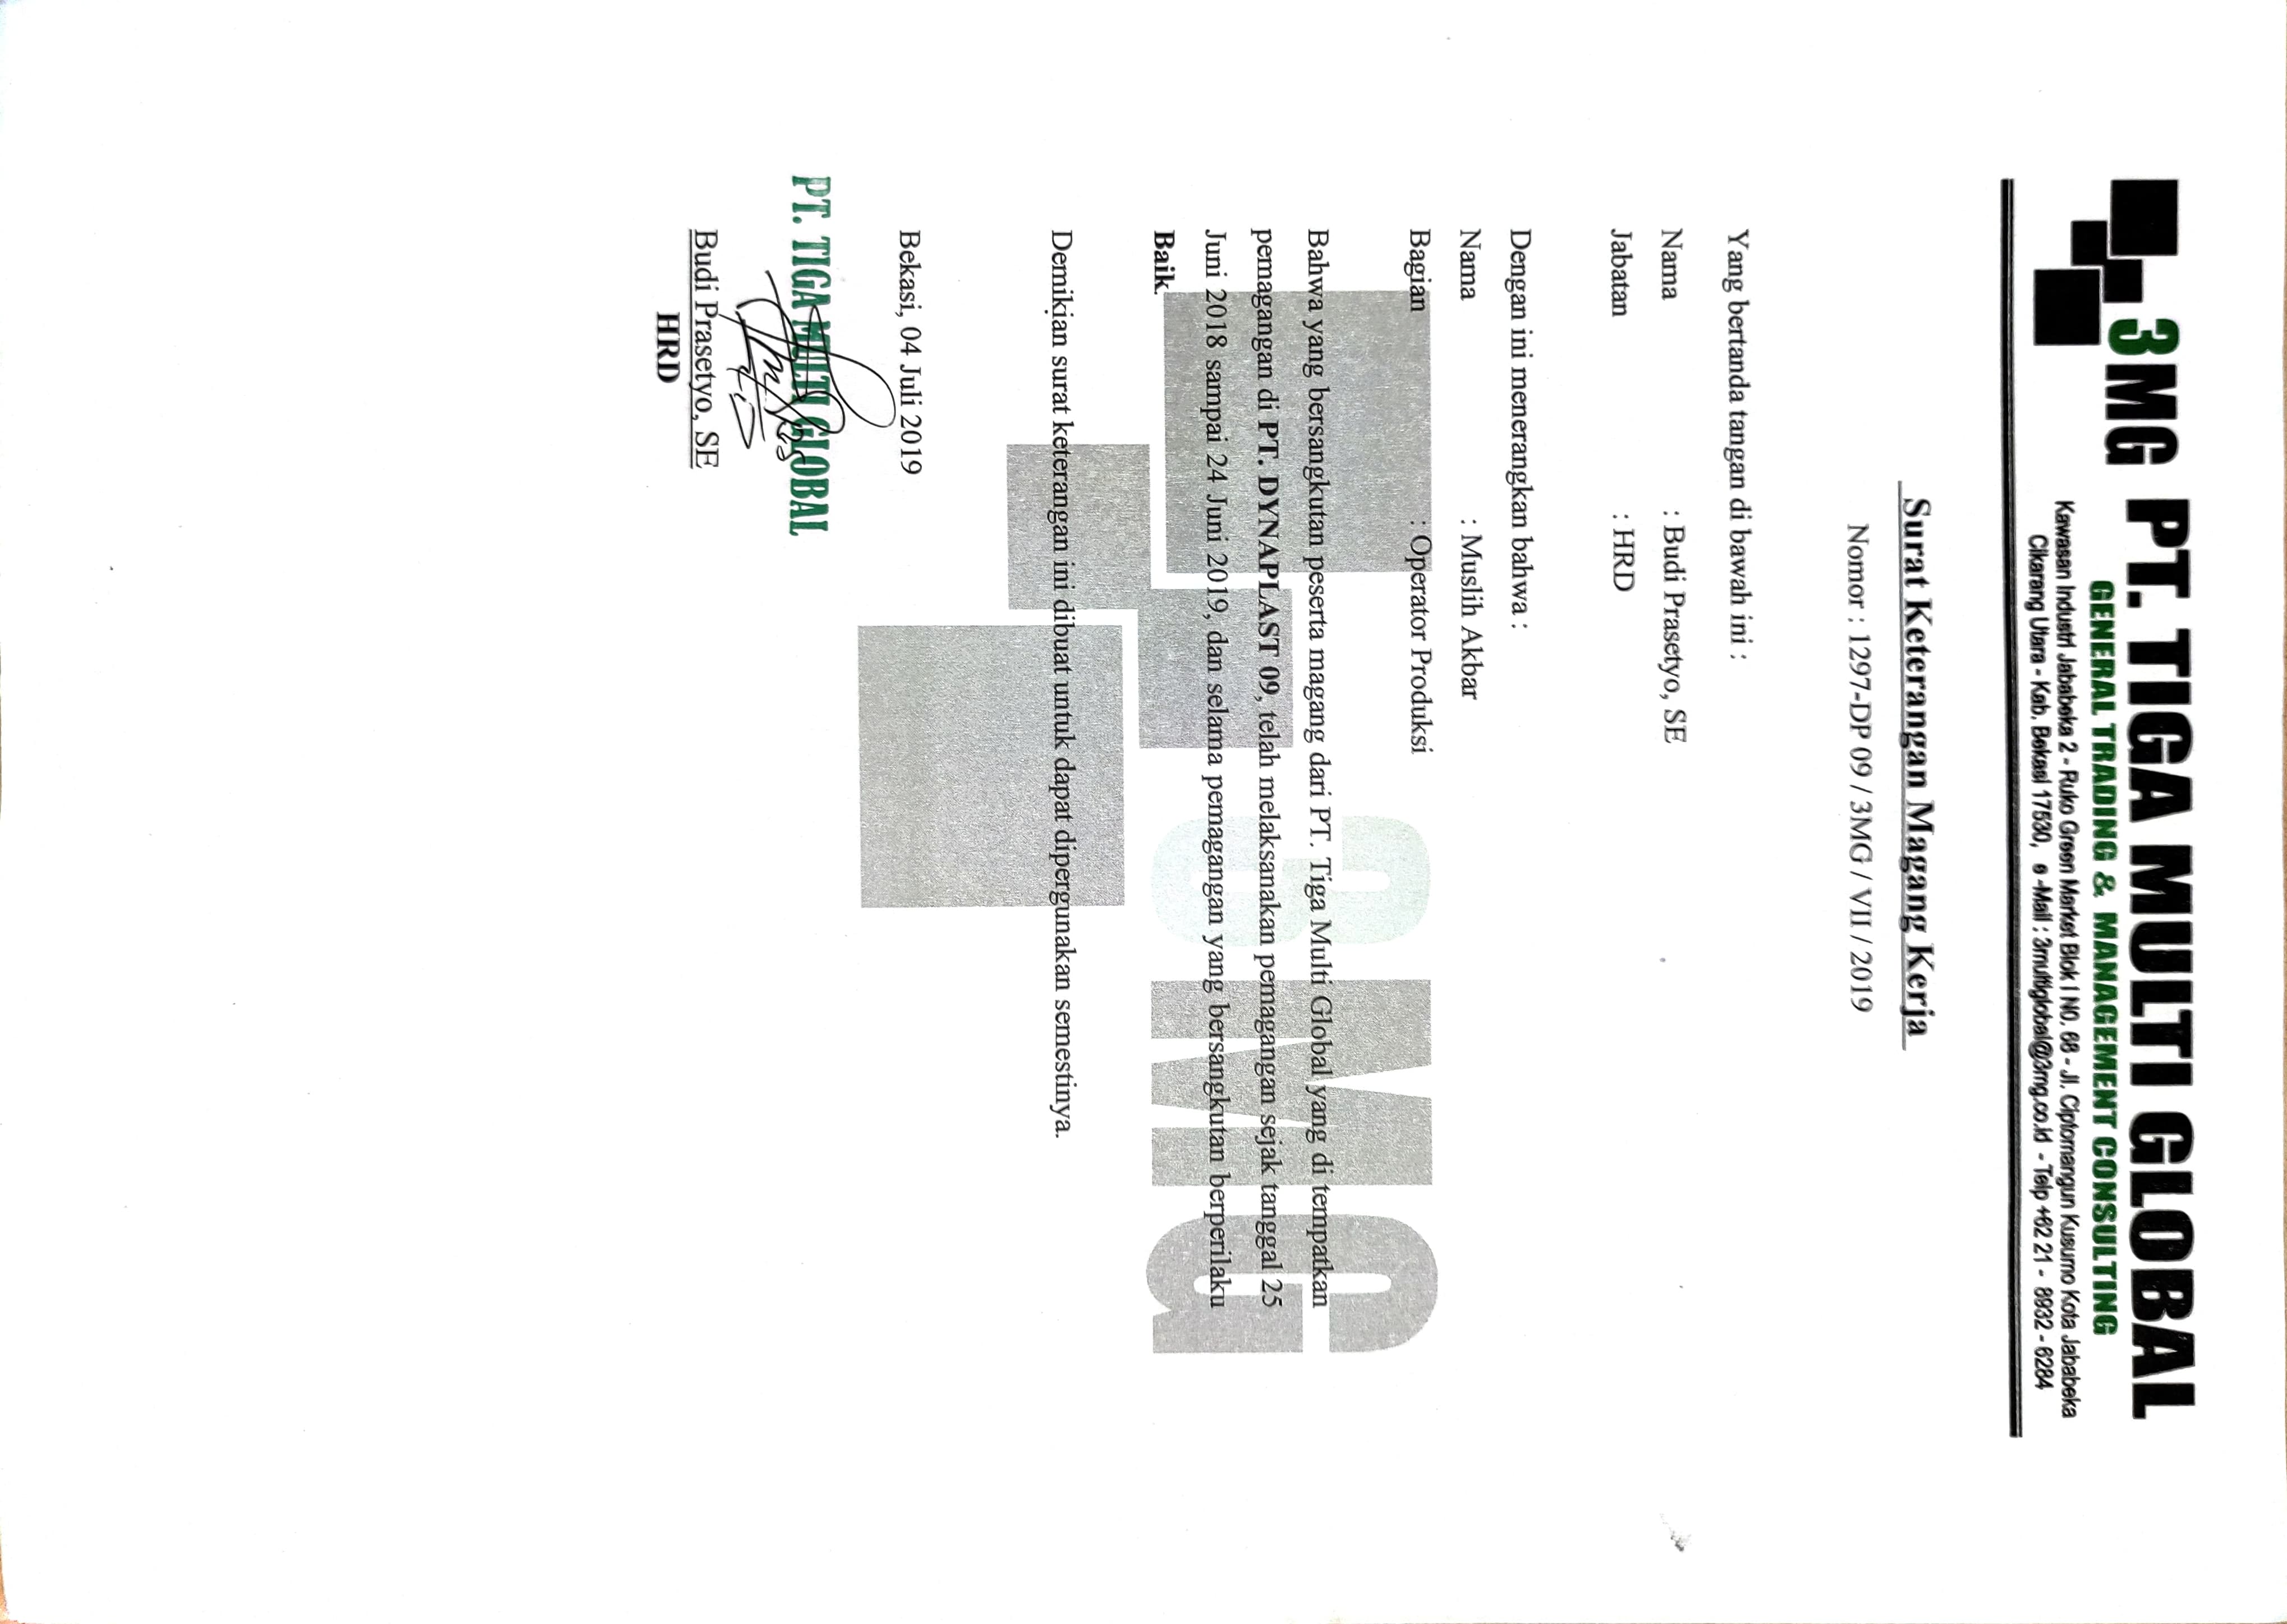 3MG PT. TIGA MULTI GLOBAL
GENERAL TRADING & MANAGEMENT CONSULTING
Kawasan Industri Jababeka 2 - Ruko Green Market Blok I NO. 68 - Jl. Ciptomangun Kusumo Kota Jababeka
Cikarang Utara - Kab. Bekasi 17530, e -Mail : 3multiglobal@3mg.co.id - Telp +62 21 - 8932 - 6284
Surat Keterangan Magang Kerja
Nomor : 1297-DP 09 / 3MG / VII / 2019
Yang bertanda tangan di bawah ini :
Nama : Budi Prasetyo, SE
Jabatan : HRD
Dengan ini menerangkan bahwa :
Nama : Muslih Akbar
Bagian : Operator Produksi
3MG
Bahwa yang bersangkutan peserta magang dari PT. Tiga Multi Global yang di tempatkan
pemagangan di PT. DYNAPLAST 09, telah melaksanakan pemagangan sejak tanggal 25
Juni 2018 sampai 24 Juni 2019, dan selama pemagangan yang bersangkutan berperilaku
Baik.
Demikian surat keterangan ini dibuat untuk dapat dipergunakan semestinya.
Bekasi, 04 Juli 2019
PT. TIGA MULTI GLOBAL
Budi Prasetyo, SE
HRD